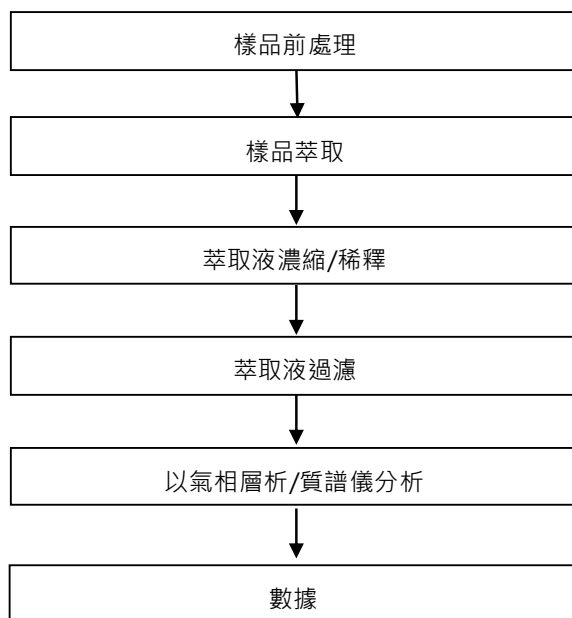 樣品前處理
樣品萃取
萃取液濃縮/稀釋
萃取液過濾
以氣相層析/質譜儀分析
數據